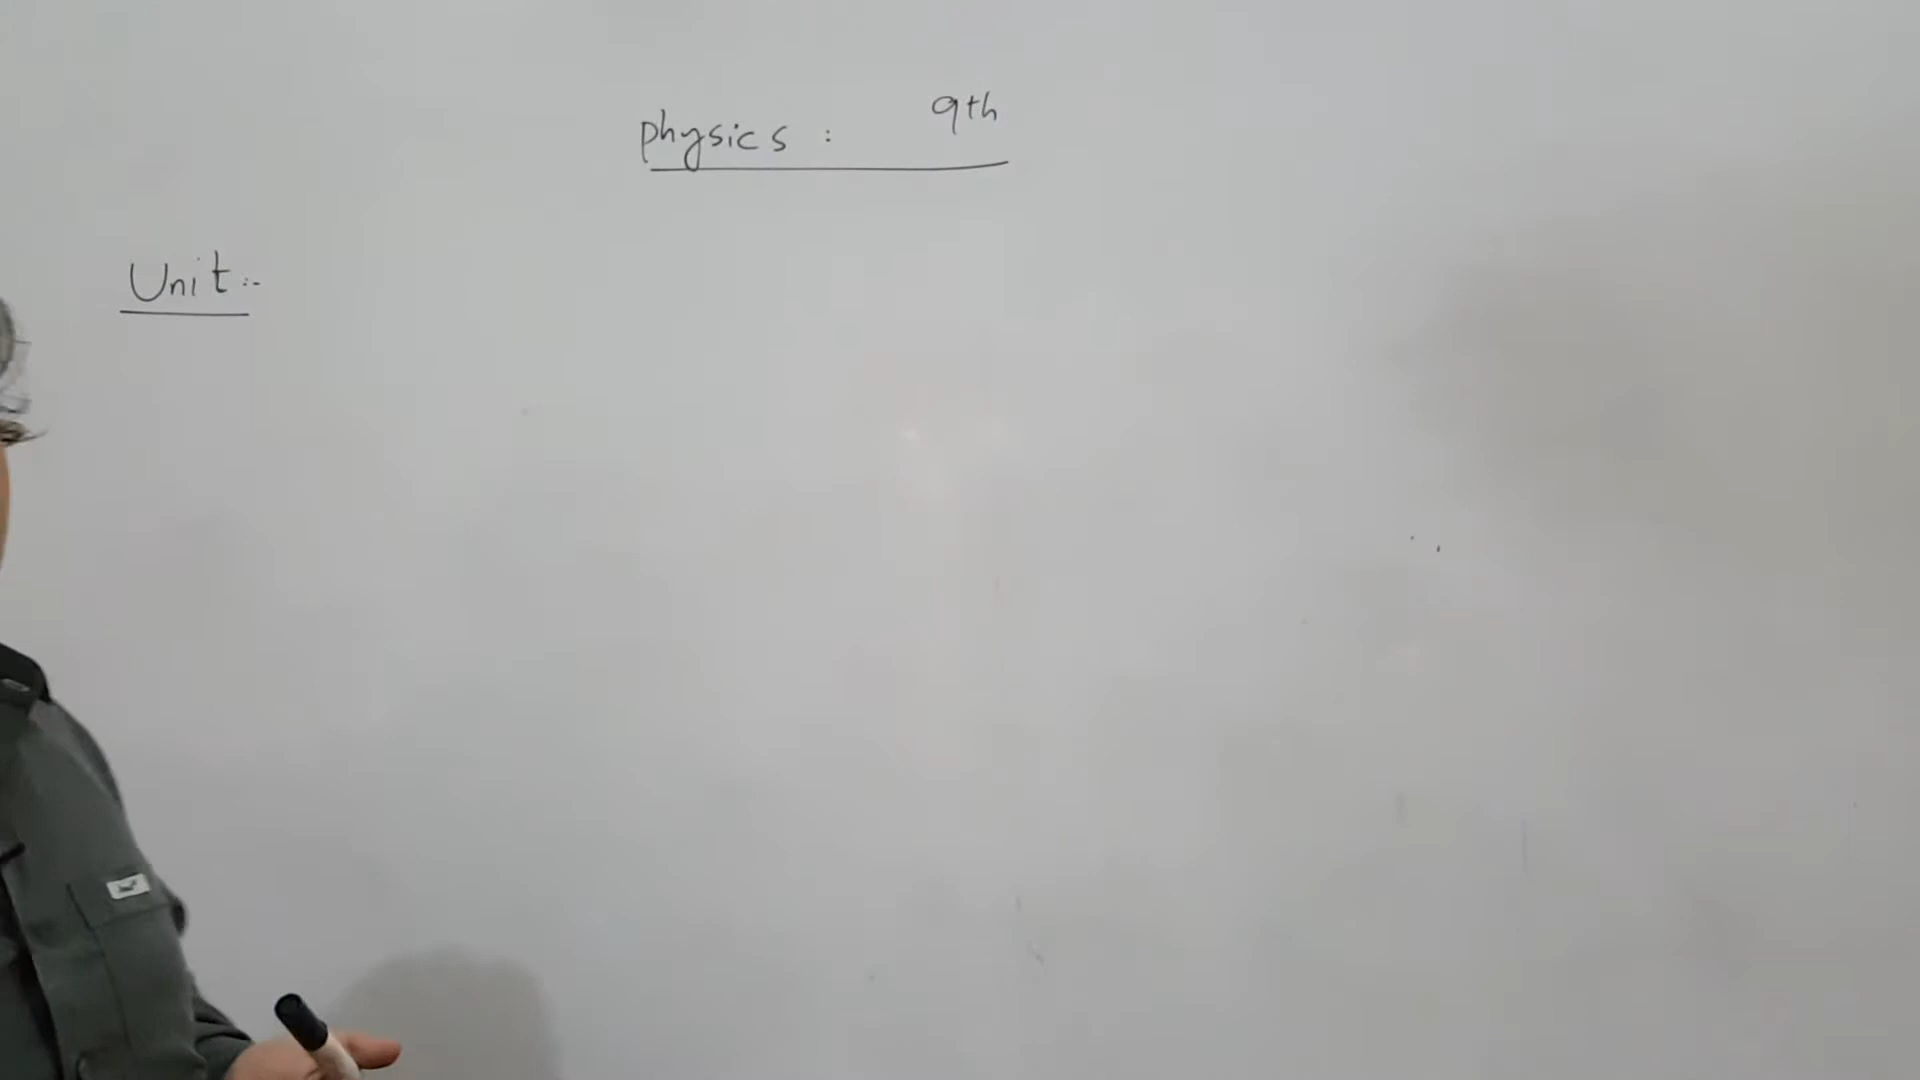 physics : 9th
Unit :-